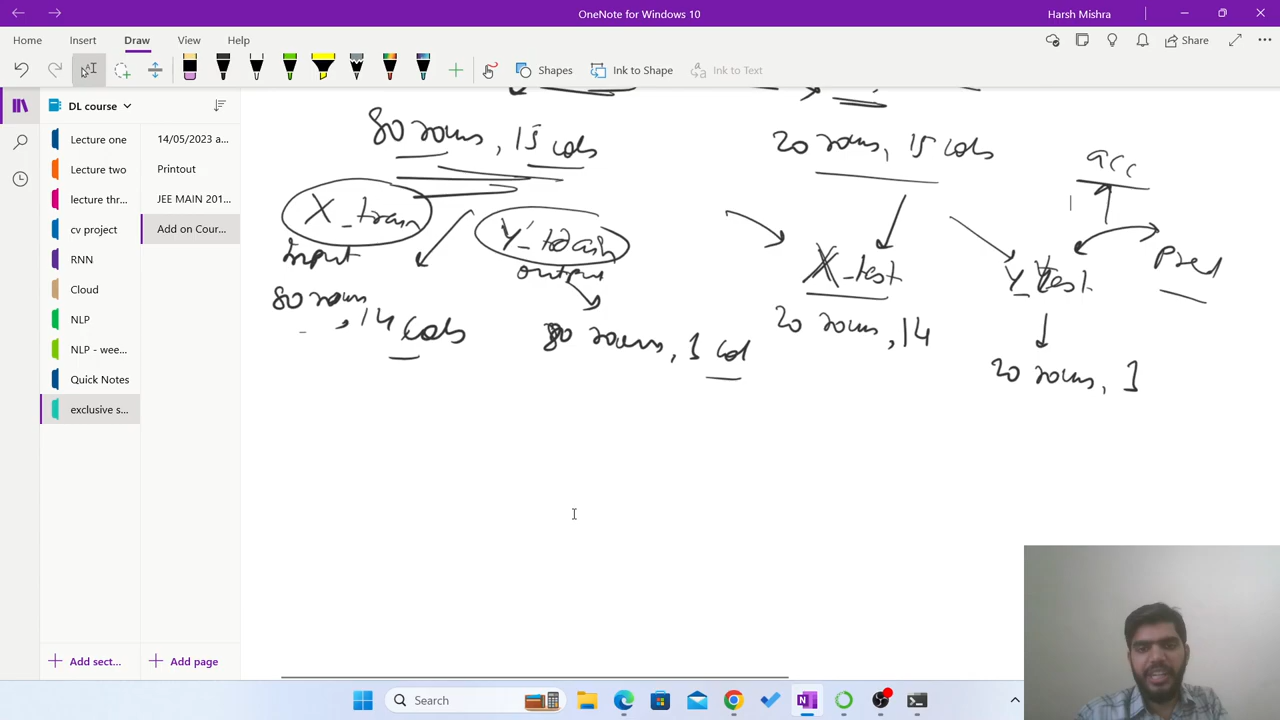 OneNote for Windows 10
Harsh Mishra
Home
Insert
Draw
View
Help
Share
Shapes
Ink to Shape
Ink to Text
DL course
Lecture one
Lecture two
lecture thr...
cv project
RNN
Cloud
NLP
NLP - wee...
Quick Notes
exclusive s...
Add sect...
14/05/2023 a...
Printout
JEE MAIN 201...
Add on Cour...
Add page
80 rows, 15 cols
20 rows, 15 cols
acc
X_train
Y_train
Input
output
X_test
Y_test
Pred
80 rows, 14 cols
80 rows, 1 col
20 rows, 14
20 rows, 1
Search